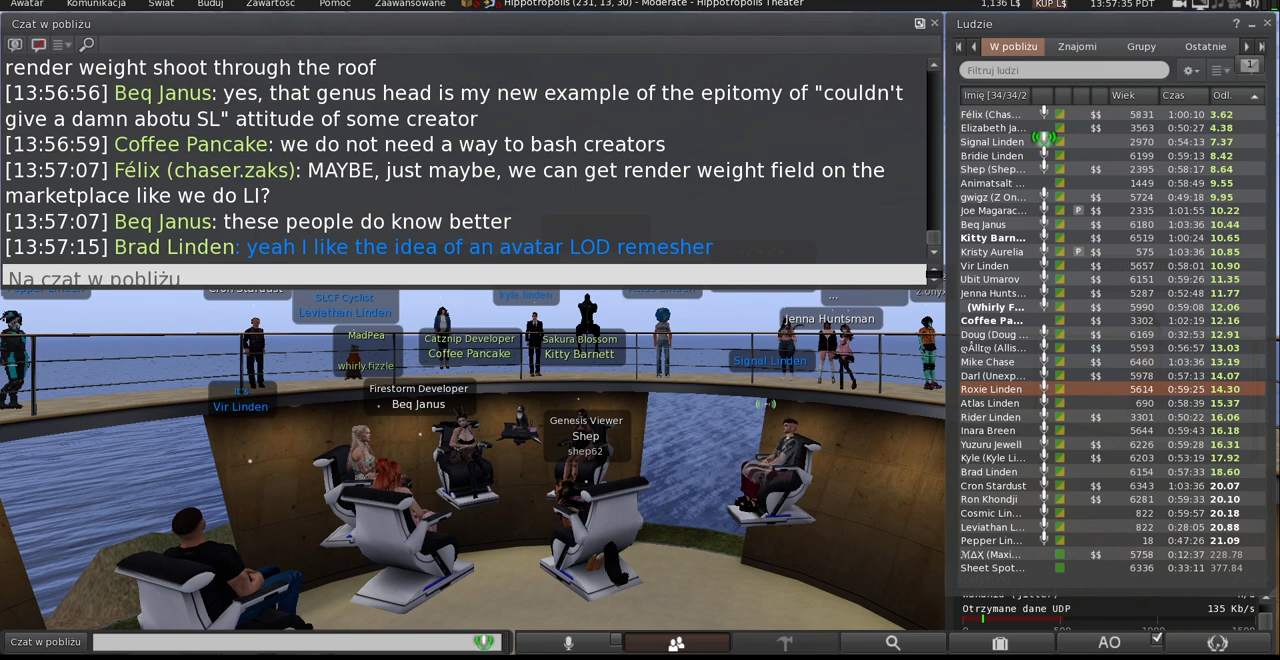 Awatar Komunikacja Świat Buduj Zawartość Pomoc Zaawansowane Hippotropolis (231, 13, 30) - Moderate - Hippotropolis Theater 1,136 L$ KUP L$ 13:57:35 PDT
Czat w pobliżu
render weight shoot through the roof
[13:56:56] Beq Janus: yes, that genus head is my new example of the epitomy of "couldn't
give a damn abotu SL" attitude of some creator
[13:56:59] Coffee Pancake: we do not need a way to bash creators
[13:57:07] Félix (chaser.zaks): MAYBE, just maybe, we can get render weight field on the
marketplace like we do LI?
[13:57:07] Beq Janus: these people do know better
[13:57:15] Brad Linden: yeah I like the idea of an avatar LOD remesher
Na czat w pobliżu
Pepper Linden
Cron Stardust
SLCF Cyclist
Leviathan Linden
kyle.linden
Atlas Linden
...
Jenna Huntsman
MadPea
whirly.fizzle
Catznip Developer
Coffee Pancake
Sakura Blossom
Kitty Barnett
Signal Linden
It's
Vir Linden
Firestorm Developer
Beq Janus
Genesis Viewer
Shep
shep62
Ludzie
W pobliżu Znajomi Grupy Ostatnie
Filtruj ludzi
1
Imię [34/34/2 Wiek Czas Odl.
Félix (Chas... $$ 5831 1:00:10 3.62
Elizabeth Ja... $$ 3563 0:50:27 4.38
Signal Linden 2970 0:54:13 7.37
Bridie Linden 6199 0:59:13 8.42
Shep (Shep... $$ 2395 0:58:17 8.64
Animatsalt ... 1449 0:58:49 9.55
gwigz (Z On... $$ 5724 0:49:18 9.95
Joe Magarac... P $$ 2335 1:01:55 10.22
Beq Janus $$ 6180 1:03:36 10.44
Kitty Barn... $$ 6519 1:00:24 10.65
Kristy Aurelia P $$ 575 1:03:36 10.85
Vir Linden $$ 5657 0:58:01 10.90
Ubit Umarov $$ 6151 0:59:26 11.35
Jenna Hunts... $$ 5287 0:52:48 11.77
(Whirly F... $$ 5990 0:59:08 12.06
Coffee Pa... $$ 3302 1:02:19 12.16
Doug (Doug ... $$ 6169 0:32:53 12.91
$$ 5593 0:56:57 13.03
Mike Chase $$ 6460 1:03:36 13.19
Darl (Unexp... $$ 5978 0:57:13 14.07
Roxie Linden 5614 0:59:25 14.30
Atlas Linden 690 0:58:39 15.37
Rider Linden $$ 3301 0:50:22 16.06
Inara Breen 5644 0:59:43 16.18
Yuzuru Jewell $$ 6226 0:59:28 16.31
Kyle (Kyle Li... $$ 6203 0:53:19 17.92
Brad Linden 6154 0:57:33 18.60
Cron Stardust $$ 6343 1:03:36 20.07
Ron Khondji $$ 6281 0:59:33 20.10
Cosmic Lin... 822 0:59:57 20.18
Leviathan L... 822 0:28:05 20.88
Pepper Lin... 18 0:47:26 21.09
(Maxi... $$ 5758 0:12:37 228.78
Sheet Spot... 6336 0:33:11 377.84
Otrzymane dane UDP 135 Kb/s
Czat w pobliżu
AO